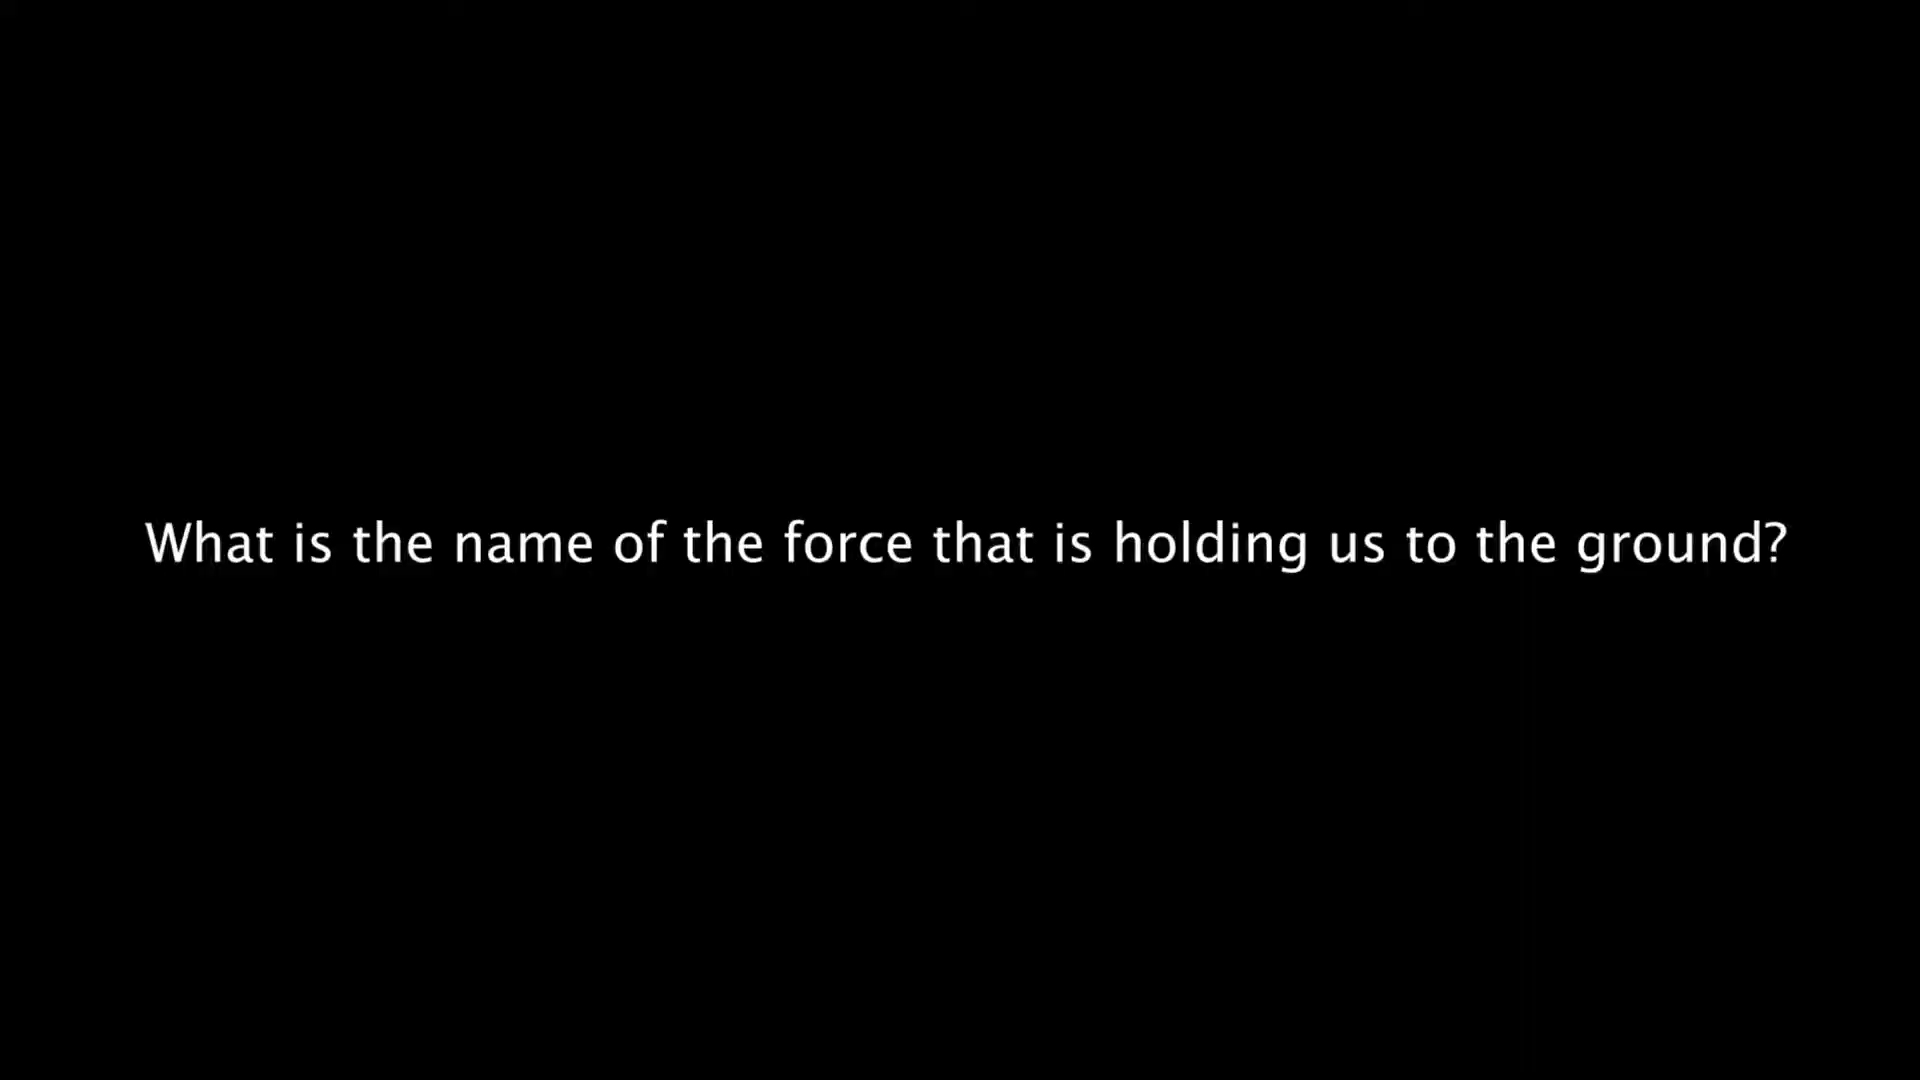 What is the name of the force that is holding us to the ground?